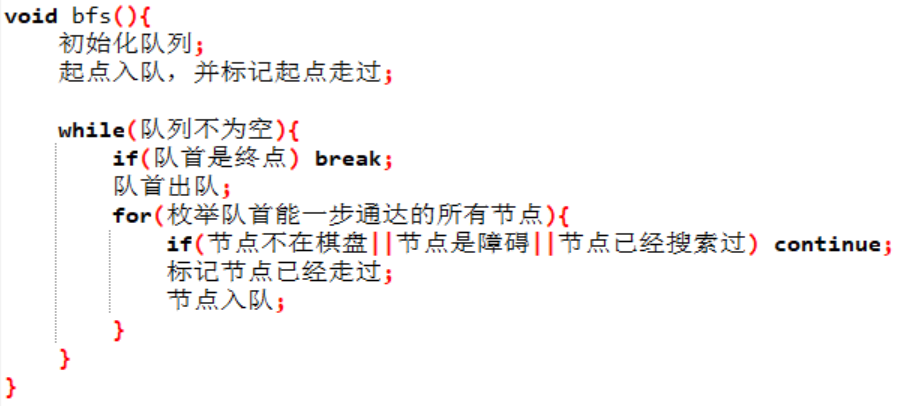 void bfs(){
初始化队列;
起点入队，并标记起点走过;
while(队列不为空){
if(队首是终点) break;
队首出队;
for(枚举队首能一步通达的所有节点){
if(节点不在棋盘||节点是障碍||节点已经搜索过) continue;
标记节点已经走过;
节点入队;
}
}
}